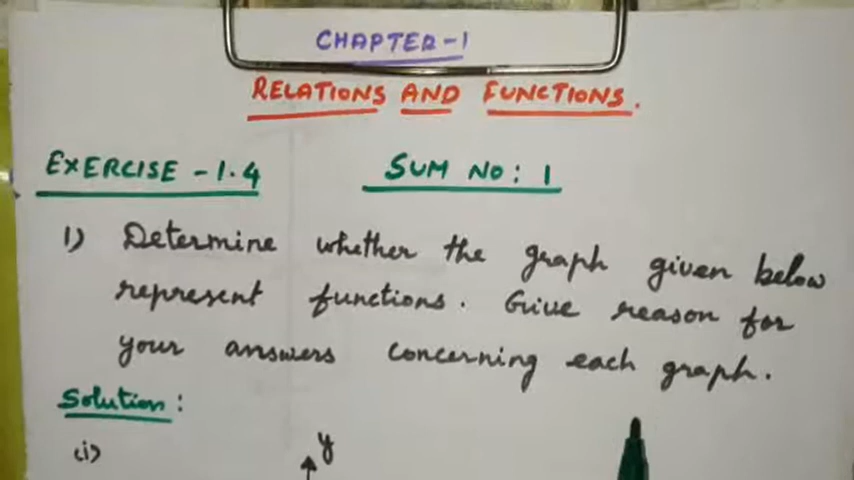 CHAPTER-1
RELATIONS AND FUNCTIONS.
EXERCISE -1.4 SUM NO: 1
1) Determine whether the graph given below
represent functions. Give reason for
your answers concerning each graph.
Solution:
(i)
y